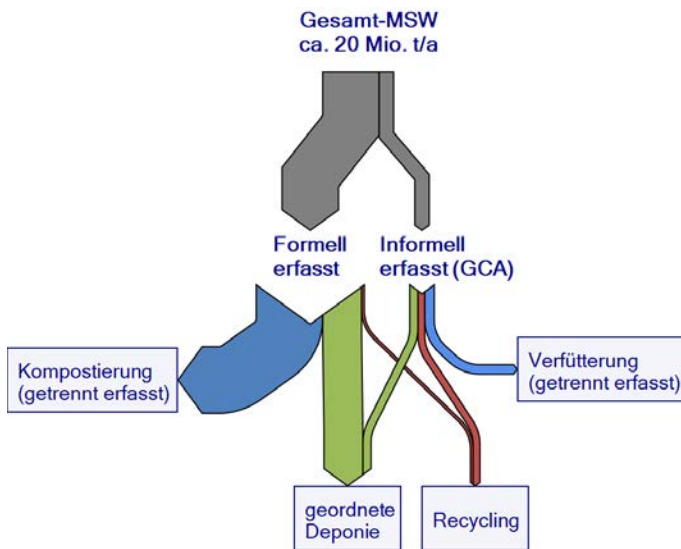 Gesamt-MSW
ca. 20 Mio. t/a
Formell
erfasst
Informell
erfasst (GCA)
Kompostierung
(getrennt erfasst)
Verfütterung
(getrennt erfasst)
geordnete
Deponie
Recycling